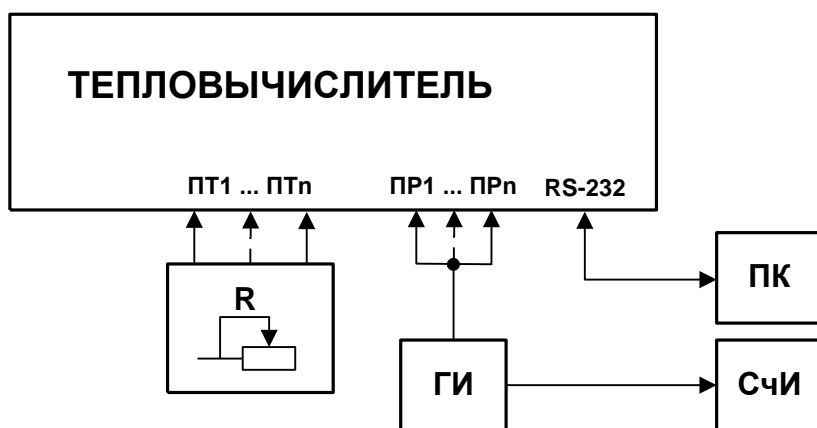 ТЕПЛОВЫЧИСЛИТЕЛЬ
ПТ1 ... ПТn ПР1 ... ПРn RS-232
ПК
R
ГИ СчИ